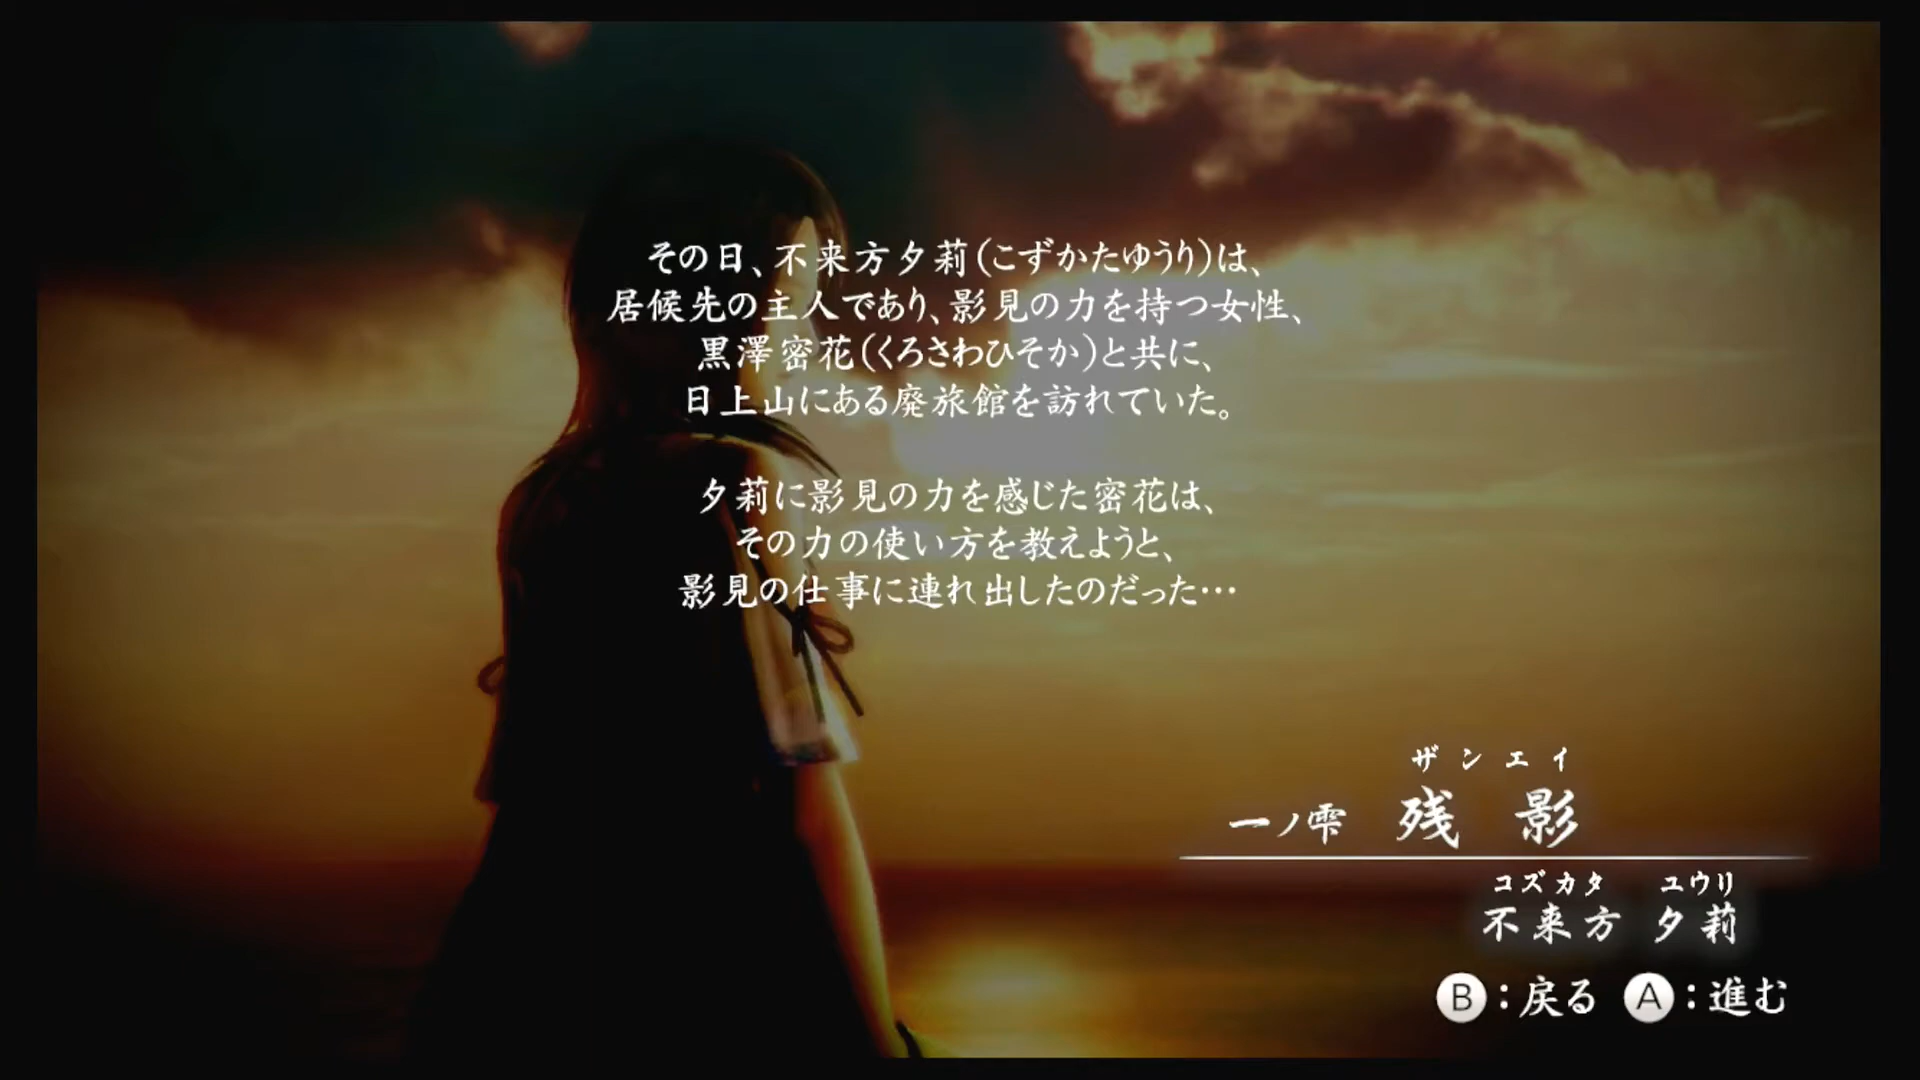 その日、不来方夕莉(こずかたゆうり)は、
居候先の主人であり、影見の力を持つ女性、
黒澤密花(くろさわひそか)と共に、
日上山にある廃旅館を訪れていた。
夕莉に影見の力を感じた密花は、
その力の使い方を教えようと、
影見の仕事に連れ出したのだった…
ザンエイ
一ノ雫 残影
コズカタ ユウリ
不来方 夕莉
B:戻る A:進む